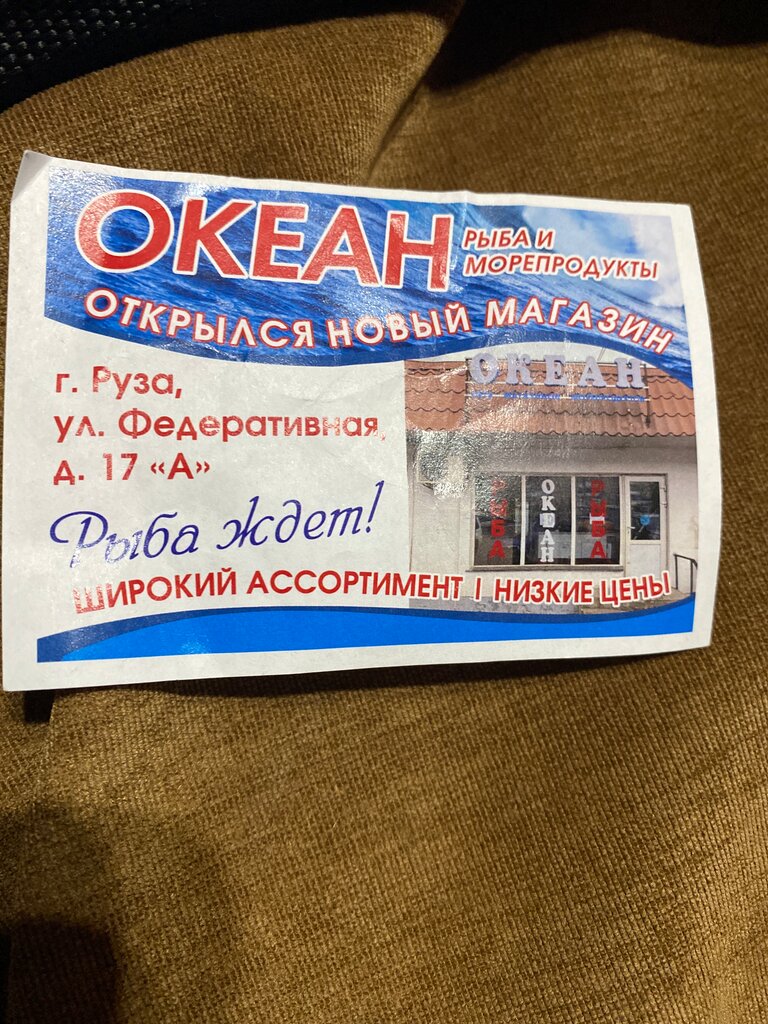 ОКЕАН
РЫБА И
МОРЕПРОДУКТЫ
ОТКРЫЛСЯ НОВЫЙ МАГАЗИН
г. Руза,
ул. Федеративная,
д. 17 «А»
Рыба ждет!
ОКЕАН
РЫБА
ОКЕАН
РЫБА
ШИРОКИЙ АССОРТИМЕНТ | НИЗКИЕ ЦЕНЫ